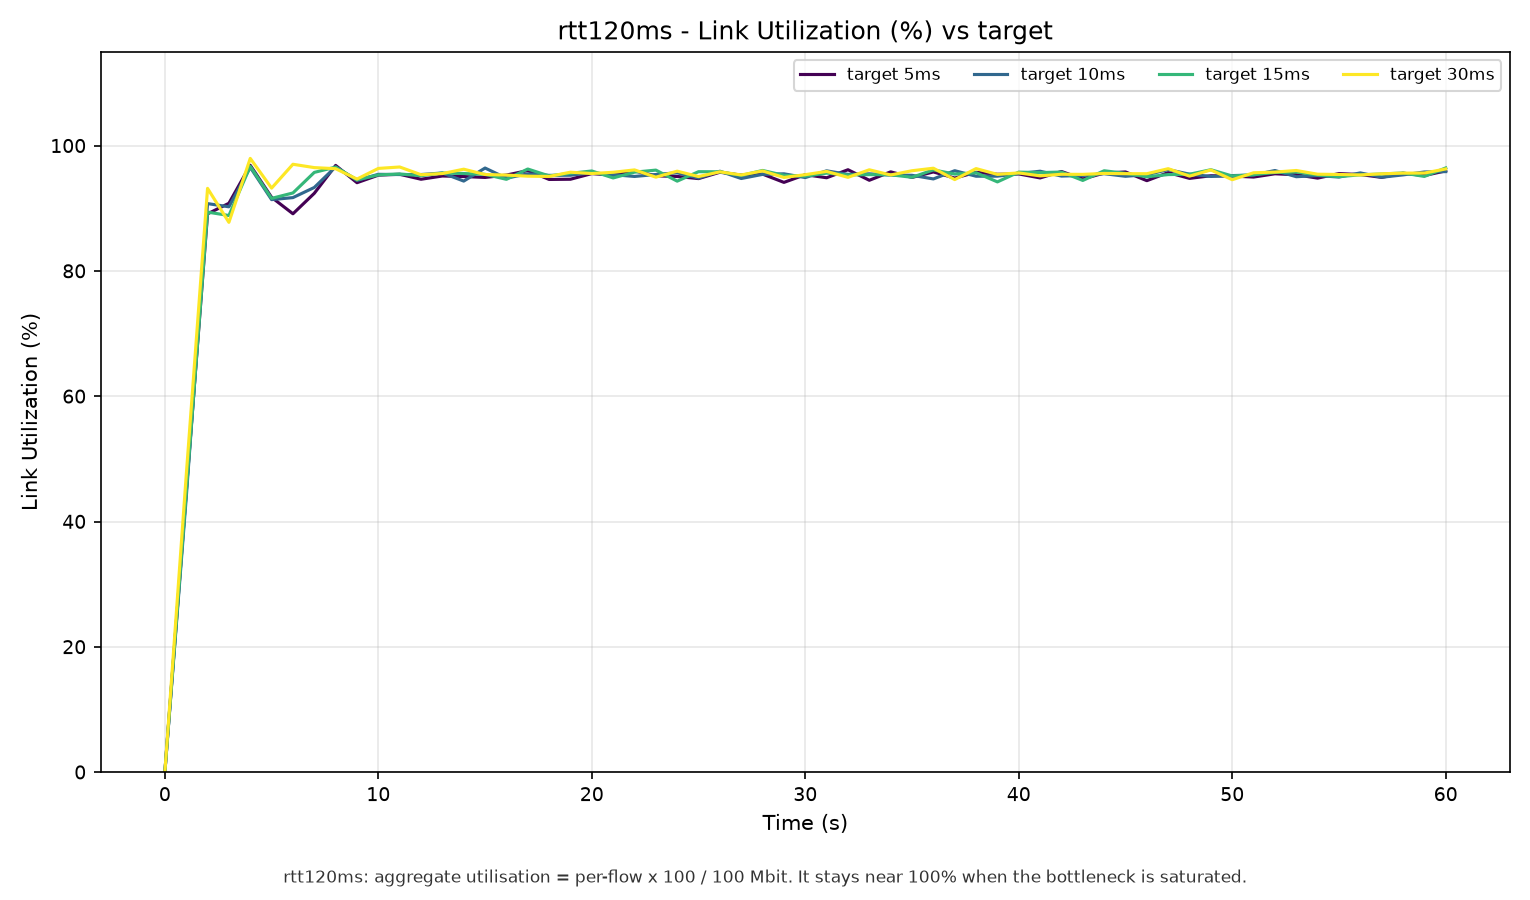 rtt120ms - Link Utilization (%) vs target
target 5ms target 10ms target 15ms target 30ms
Link Utilization (%)
100
80
60
40
20
0
0 10 20 30 40 50 60
Time (s)
rtt120ms: aggregate utilisation = per-flow x 100 / 100 Mbit. It stays near 100% when the bottleneck is saturated.